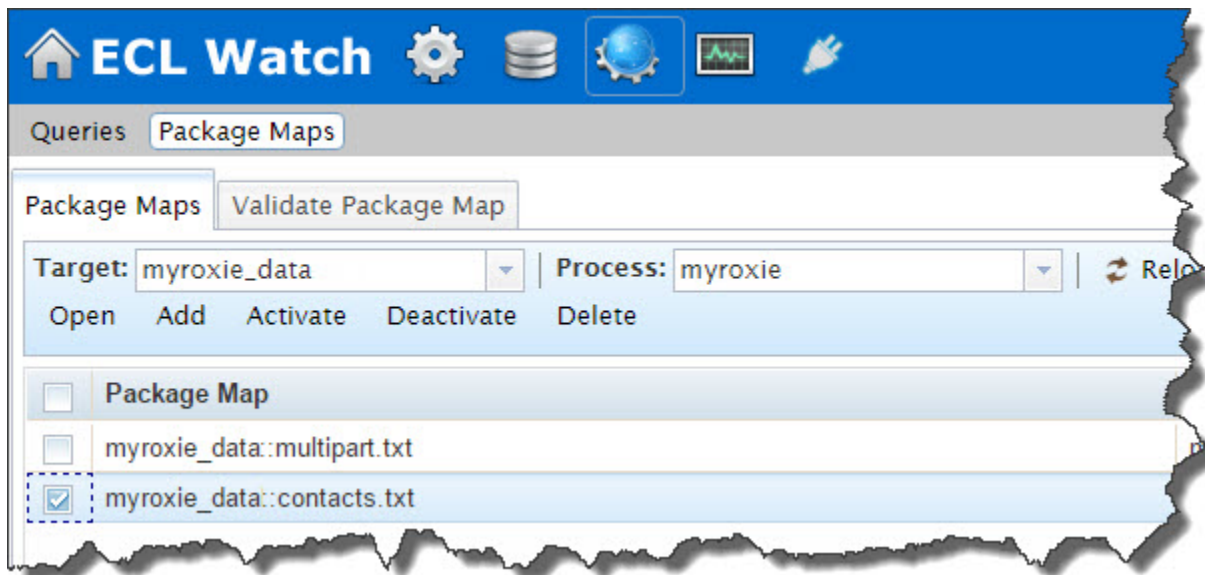 ECL Watch
Queries Package Maps
Package Maps Validate Package Map
Target: myroxie_data Process: myroxie
Open Add Activate Deactivate Delete
Package Map
myroxie_data::multipart.txt
myroxie_data::contacts.txt